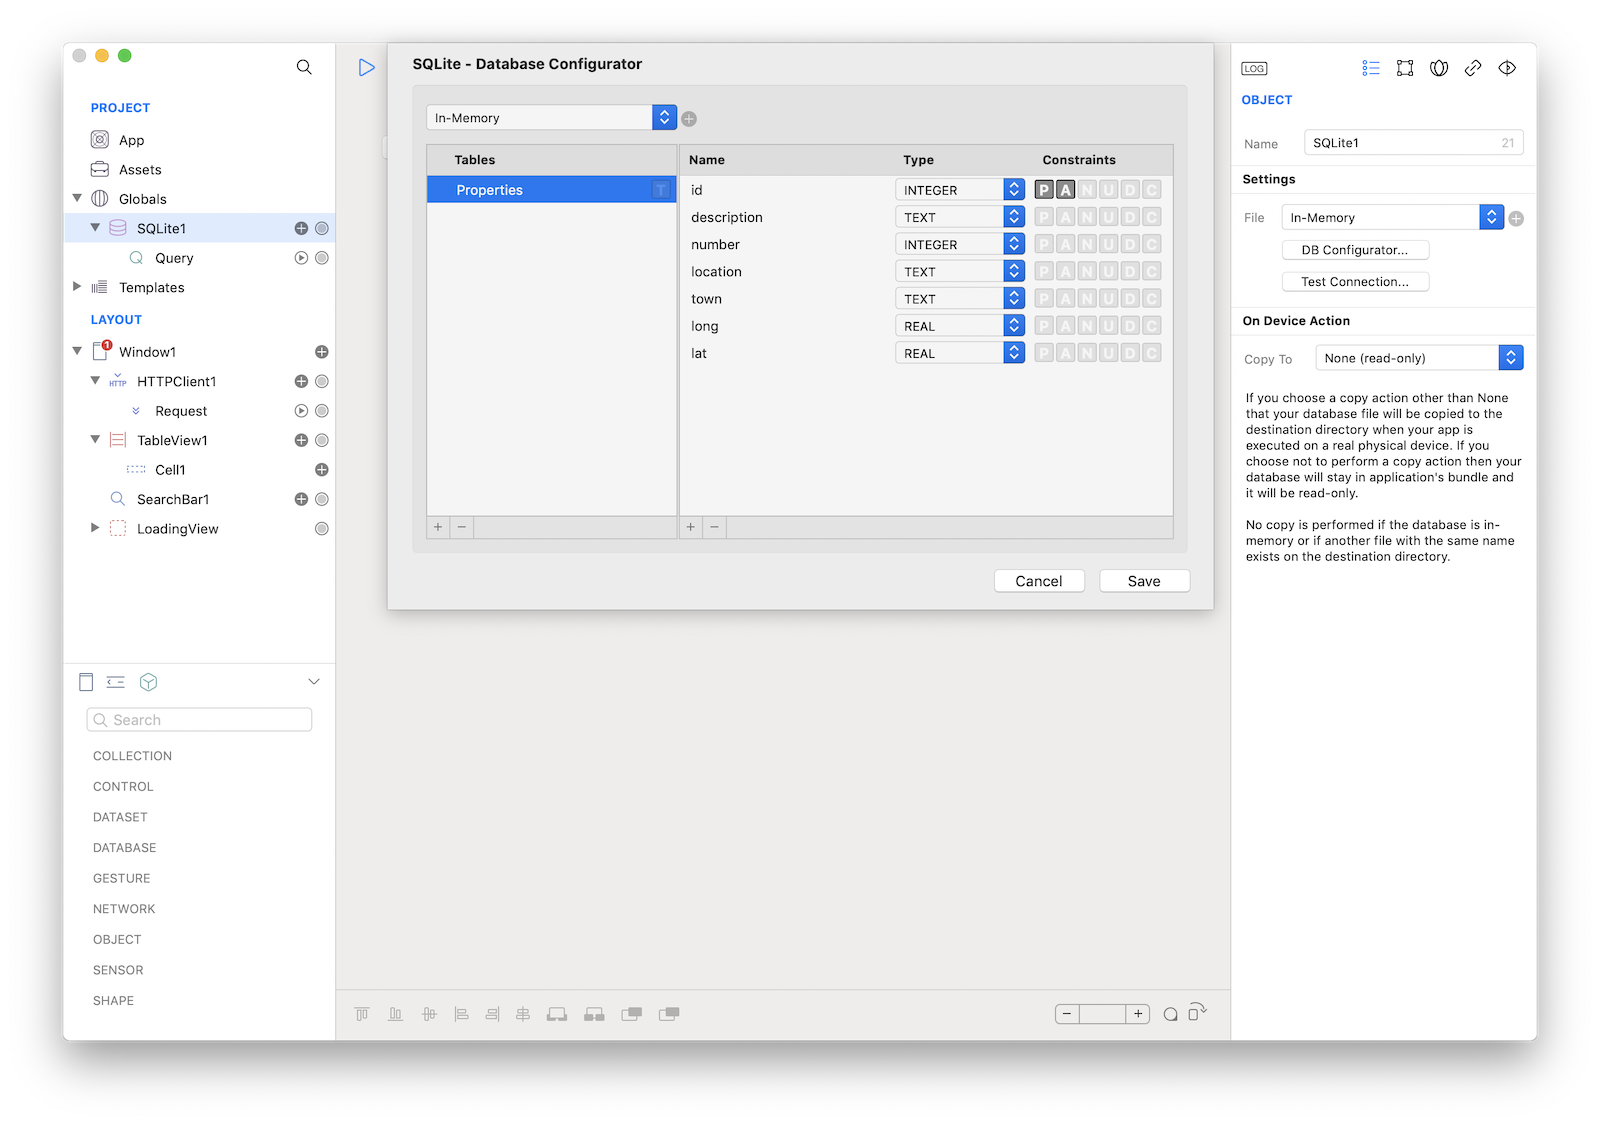 PROJECT
App
Assets
Globals
SQLite1
Query
Templates
LAYOUT
1
Window1
HTTP
HTTPClient1
Request
TableView1
Cell1
SearchBar1
LoadingView
Search
COLLECTION
CONTROL
DATASET
DATABASE
GESTURE
NETWORK
OBJECT
SENSOR
SHAPE
SQLite - Database Configurator
In-Memory
Tables
Name Type Constraints
Properties T
id INTEGER P A N U D C
description TEXT P A N U D C
number INTEGER P A N U D C
location TEXT P A N U D C
town TEXT P A N U D C
long REAL P A N U D C
lat REAL P A N U D C
+ −
+ −
Cancel Save
− +
LOG
OBJECT
Name SQLite1 21
Settings
File In-Memory
DB Configurator...
Test Connection...
On Device Action
Copy To None (read-only)
If you choose a copy action other than None
that your database file will be copied to the
destination directory when your app is
executed on a real physical device. If you
choose not to perform a copy action then your
database will stay in application's bundle and
it will be read-only.
No copy is performed if the database is in-
memory or if another file with the same name
exists on the destination directory.